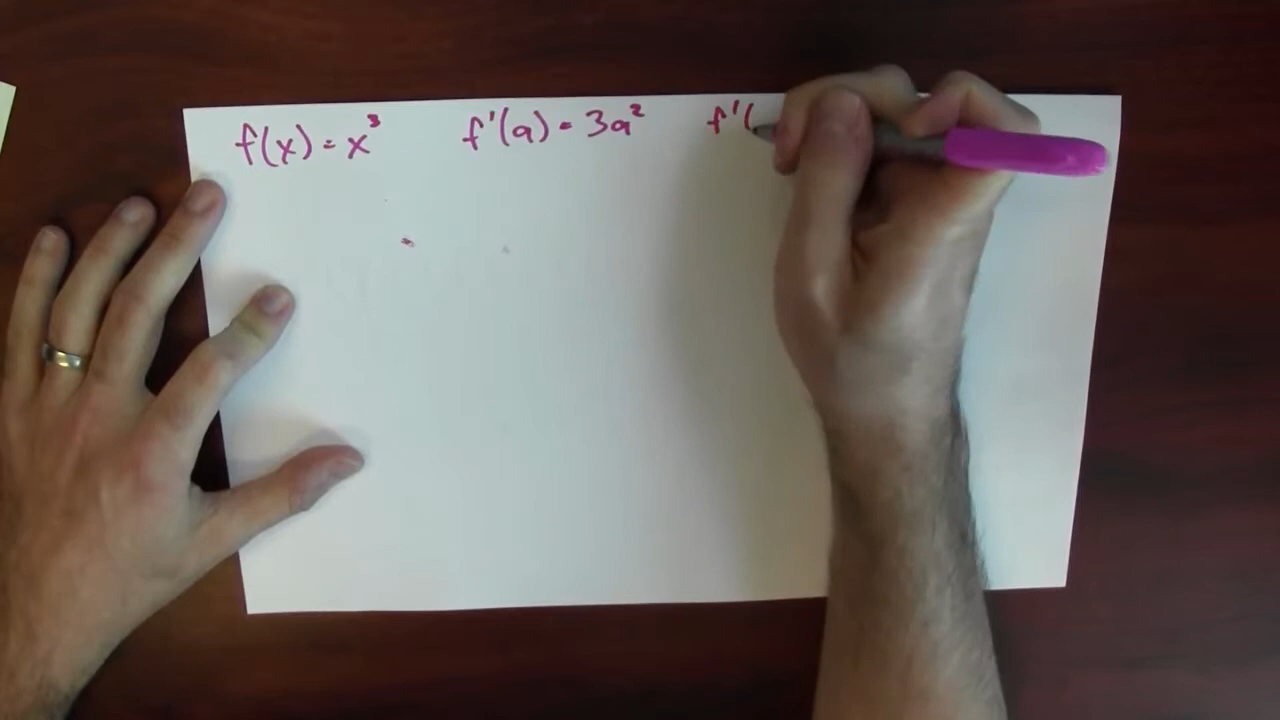 f(x) = x³ f'(a) = 3a² f'(